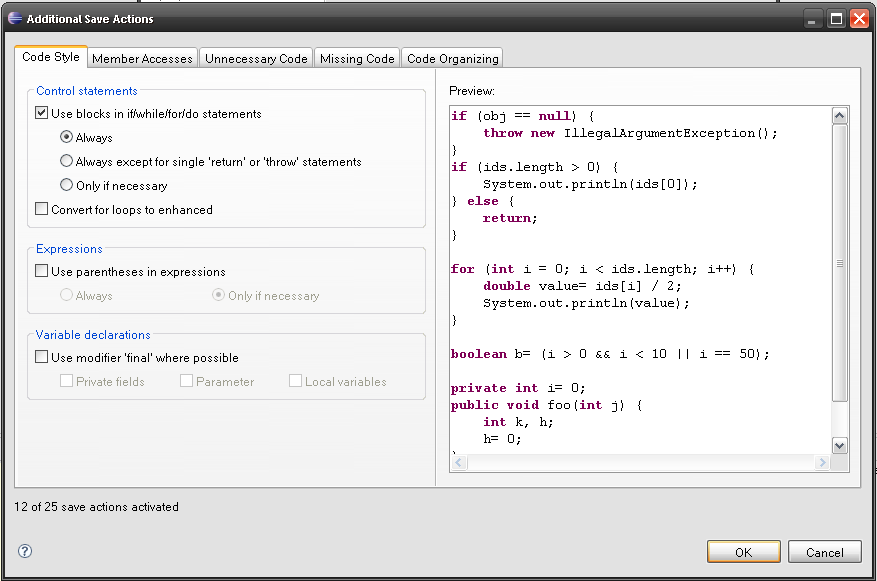 Additional Save Actions
Code Style Member Accesses Unnecessary Code Missing Code Code Organizing
Control statements
Use blocks in if/while/for/do statements
Always
Always except for single 'return' or 'throw' statements
Only if necessary
Convert for loops to enhanced
Expressions
Use parentheses in expressions
Always Only if necessary
Variable declarations
Use modifier 'final' where possible
Private fields Parameter Local variables
Preview:
if (obj == null) {
    throw new IllegalArgumentException();
}
if (ids.length > 0) {
    System.out.println(ids[0]);
} else {
    return;
}
for (int i = 0; i < ids.length; i++) {
    double value= ids[i] / 2;
    System.out.println(value);
}
boolean b= (i > 0 && i < 10 || i == 50);
private int i= 0;
public void foo(int j) {
    int k, h;
    h= 0;
12 of 25 save actions activated
?
OK Cancel